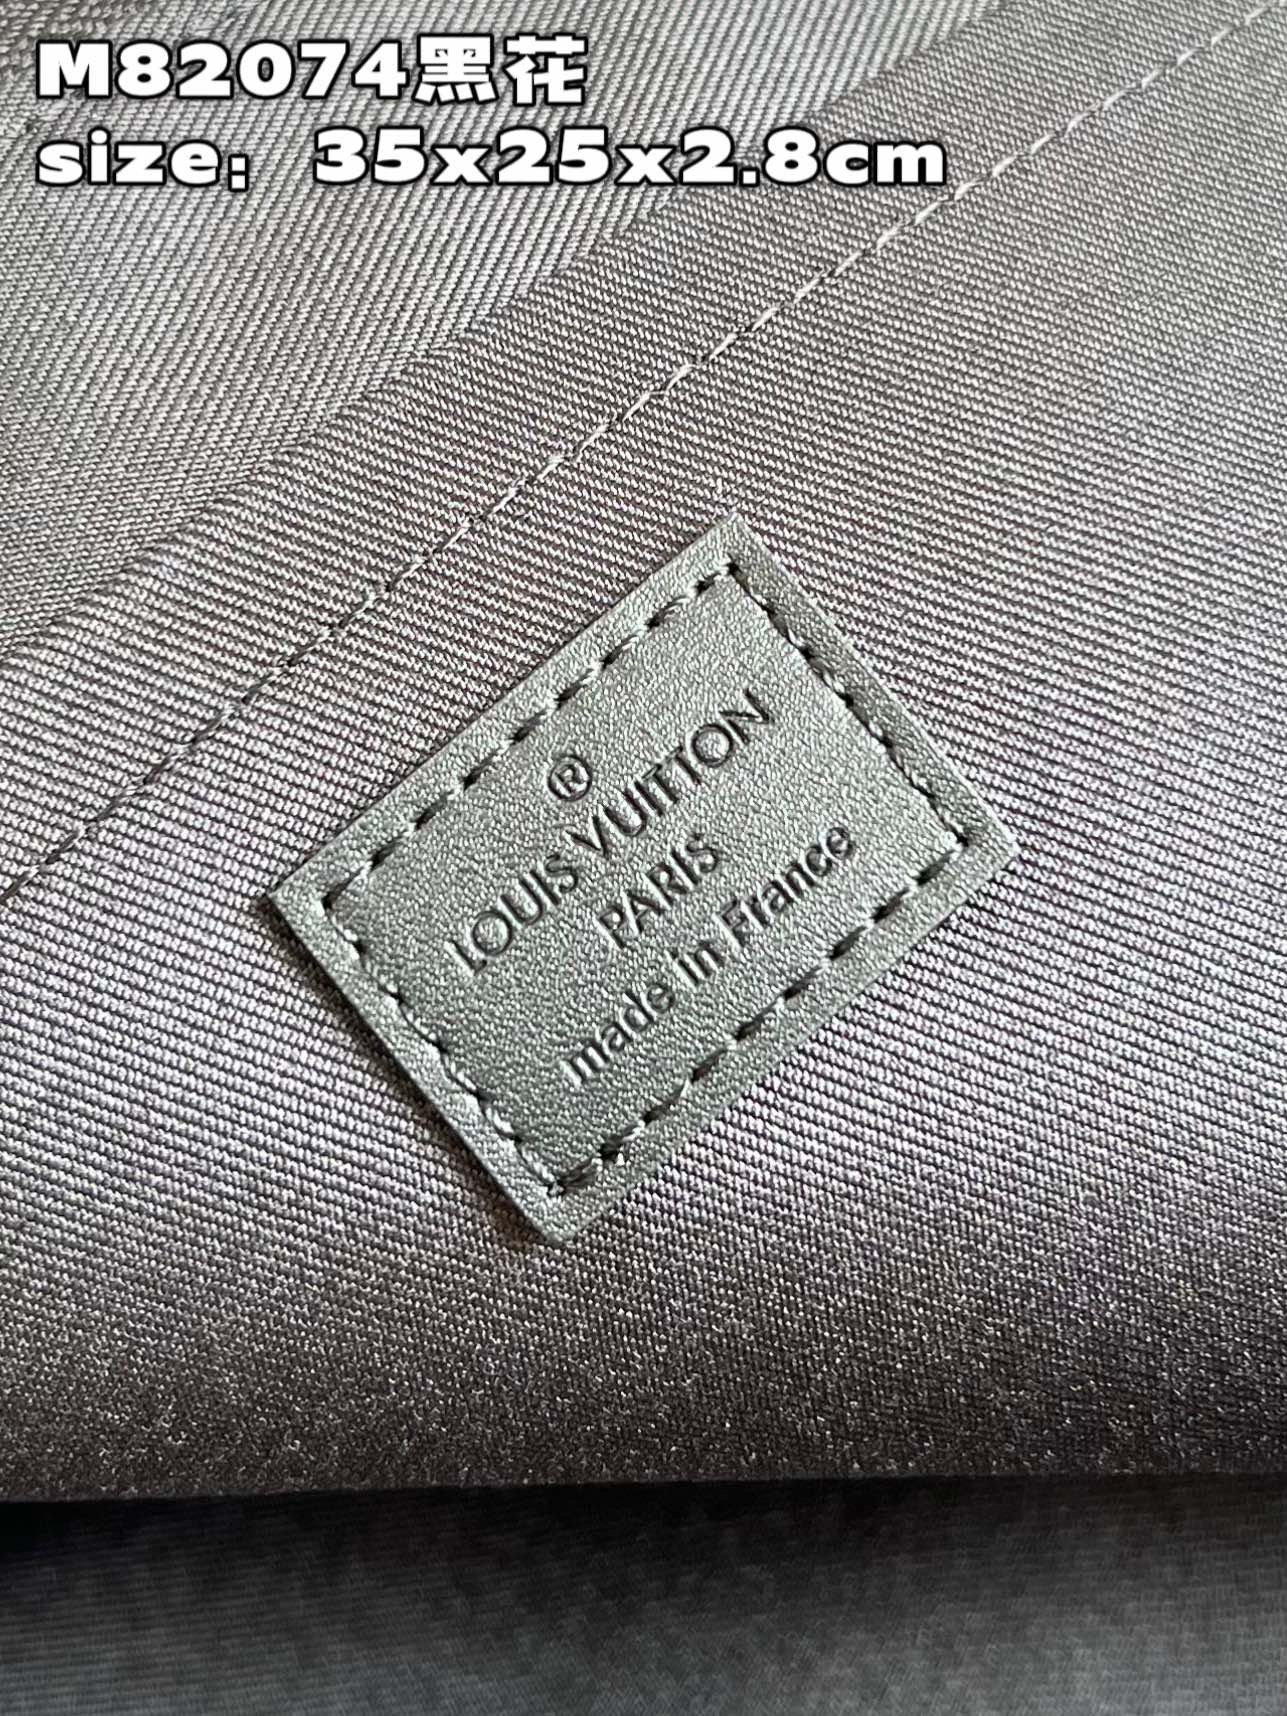 M82074黑花
size：35x25x2.8cm
®
LOUIS VUITTON
PARIS
made in France